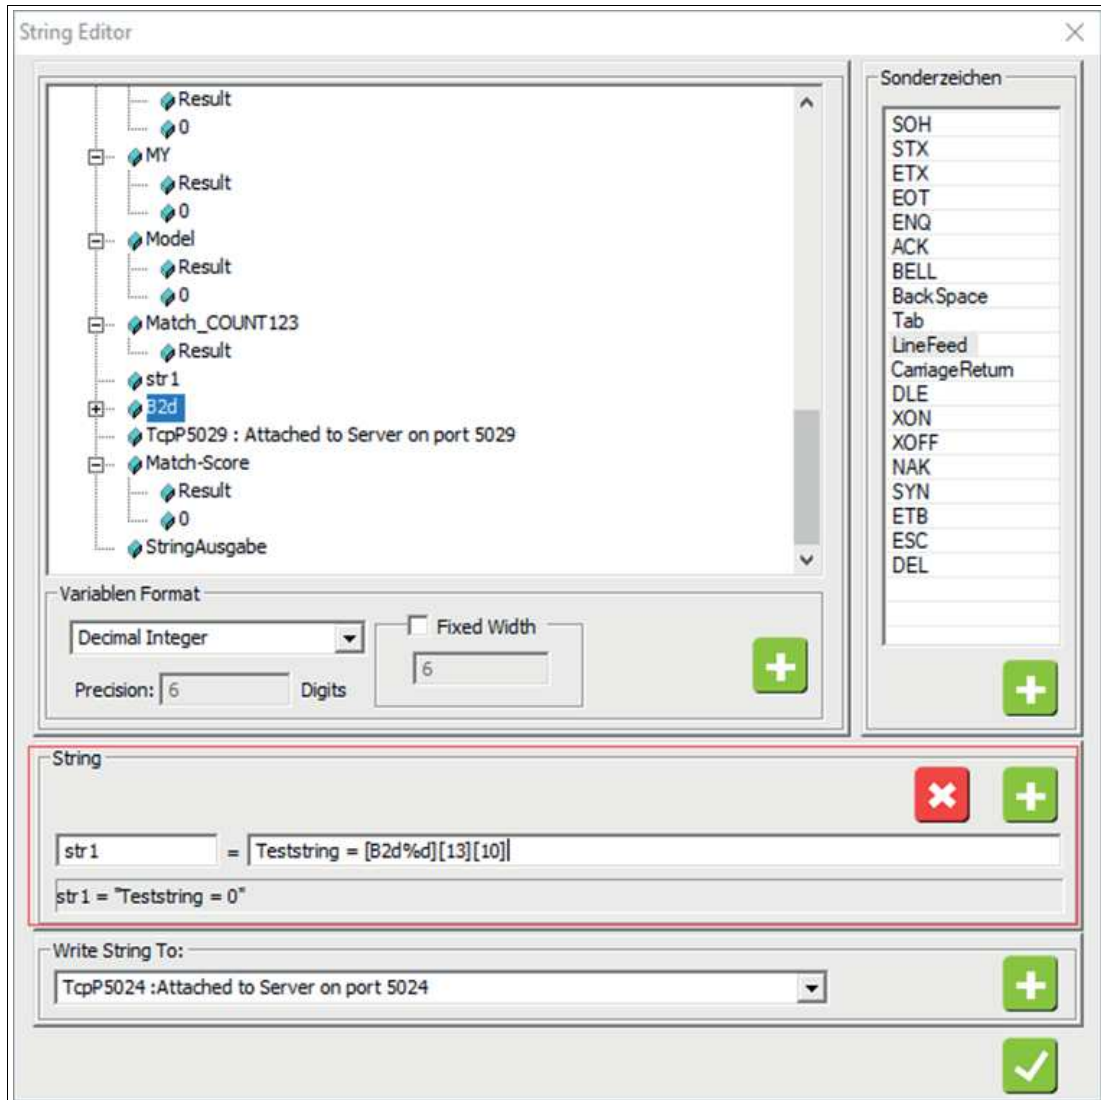 String Editor
Result
0
MY
Result
0
Model
Result
0
Match_COUNT123
Result
str1
B2d
TcpP5029 : Attached to Server on port 5029
Match-Score
Result
0
StringAusgabe
Variablen Format
Decimal Integer
Fixed Width
6
Precision: 6 Digits
Sonderzeichen
SOH
STX
ETX
EOT
ENQ
ACK
BELL
BackSpace
Tab
LineFeed
CarriageReturn
DLE
XON
XOFF
NAK
SYN
ETB
ESC
DEL
String
str1 = Teststring = [B2d%d][13][10]
str1 = "Teststring = 0"
Write String To:
TcpP5024 :Attached to Server on port 5024